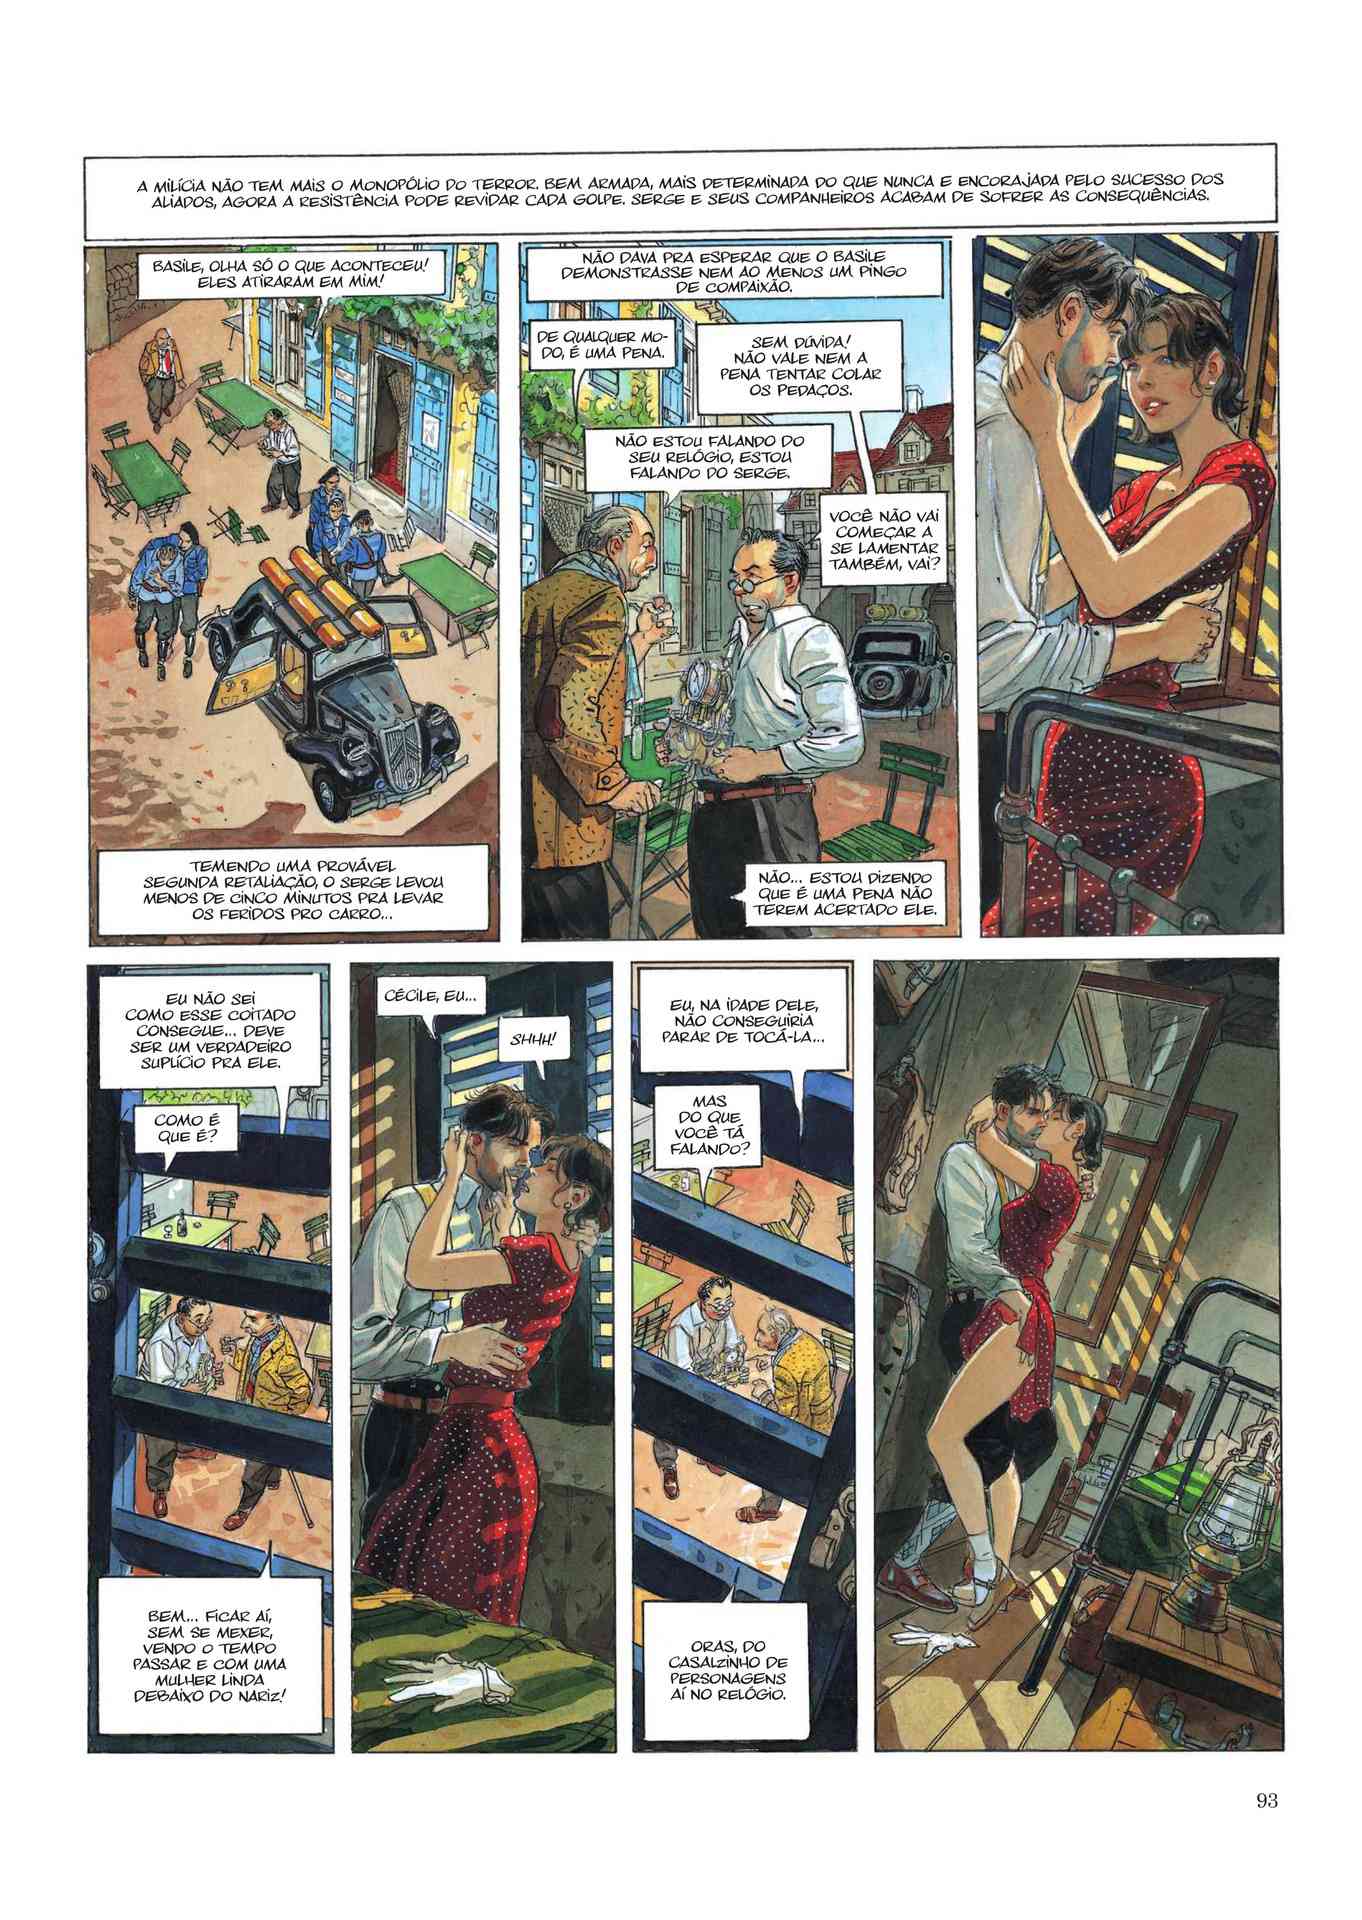 A MILÍCIA NÃO TEM MAIS O MONOPÓLIO DO TERROR. BEM ARMADA, MAIS DETERMINADA DO QUE NUNCA E ENCORAJADA PELO SUCESSO DOS
ALIADOS, AGORA A RESISTÊNCIA PODE REVIDAR CADA GOLPE. SERGE E SEUS COMPANHEIROS ACABAM DE SOFRER AS CONSEQUÊNCIAS.
BASILE, OLHA SÓ O QUE ACONTECEU!
ELES ATIRARAM EM MIM!
TEMENDO UMA PROVÁVEL
SEGUNDA RETALIAÇÃO, O SERGE LEVOU
MENOS DE CINCO MINUTOS PRA LEVAR
OS FERIDOS PRO CARRO...
NÃO DAVA PRA ESPERAR QUE O BASILE
DEMONSTRASSE NEM AO MENOS UM PINGO
DE COMPAIXÃO.
DE QUALQUER MO-
DO, É UMA PENA.
SEM DÚVIDA!
NÃO VALE NEM A
PENA TENTAR COLAR
OS PEDAÇOS.
NÃO ESTOU FALANDO DO
SEU RELÓGIO, ESTOU
FALANDO DO SERGE.
VOCÊ NÃO VAI
COMEÇAR A
SE LAMENTAR
TAMBÉM, VAI?
NÃO... ESTOU DIZENDO
QUE É UMA PENA NÃO
TEREM ACERTADO ELE.
EU NÃO SEI
COMO ESSE COITADO
CONSEGUE... DEVE
SER UM VERDADEIRO
SUPLÍCIO PRA ELE.
COMO É
QUE É?
BEM... FICAR AÍ,
SEM SE MEXER,
VENDO O TEMPO
PASSAR E COM UMA
MULHER LINDA
DEBAIXO DO NARIZ!
CÉCILE, EU...
SHHH!
EU, NA IDADE DELE,
NÃO CONSEGUIRIA
PARAR DE TOCÁ-LA...
MAS
DO QUE
VOCÊ TÁ
FALANDO?
ORAS, DO
CASALZINHO DE
PERSONAGENS
AÍ NO RELÓGIO.
93